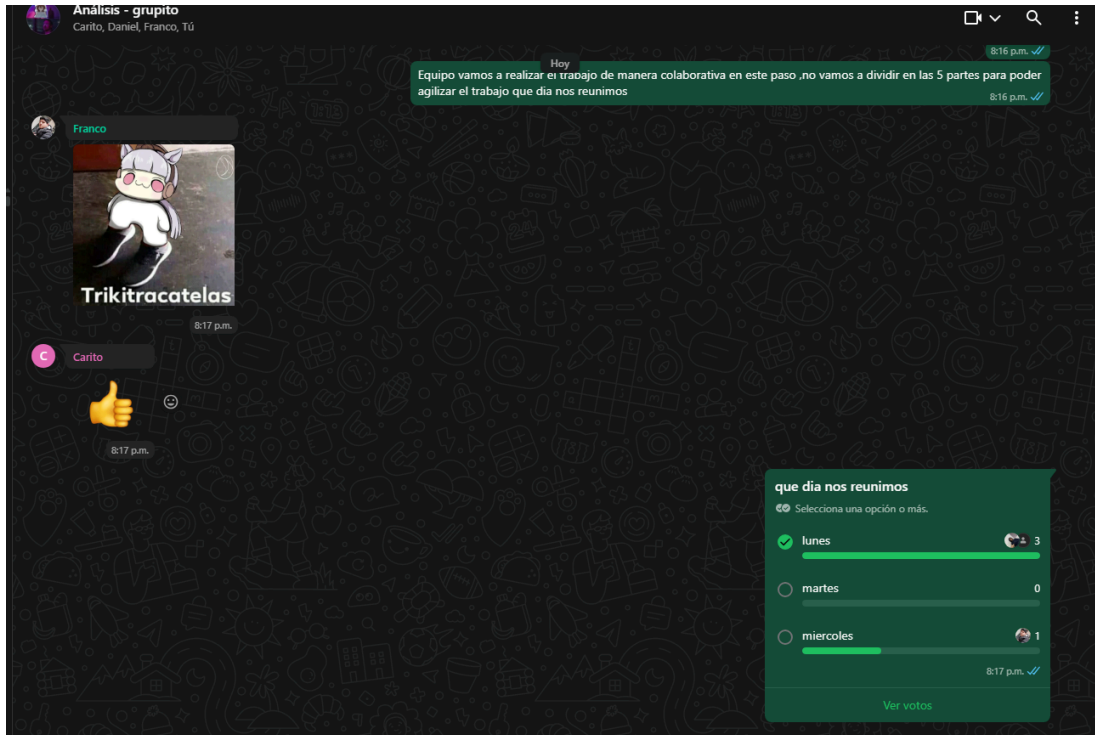 Análisis - grupito
Carito, Daniel, Franco, Tú
8:16 p.m.
Hoy
Equipo vamos a realizar el trabajo de manera colaborativa en este paso ,no vamos a dividir en las 5 partes para poder
agilizar el trabajo que dia nos reunimos
8:16 p.m.
Franco
Trikitracatelas
8:17 p.m.
C
Carito
8:17 p.m.
que dia nos reunimos
Selecciona una opción o más.
lunes 3
martes 0
miercoles 1
8:17 p.m.
Ver votos